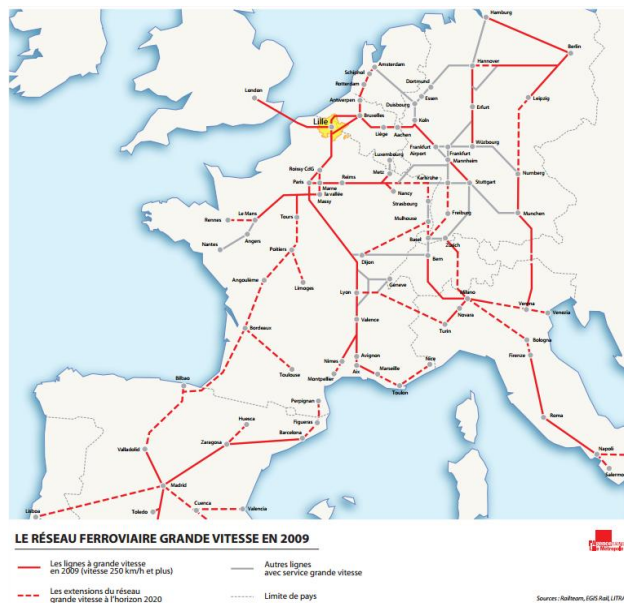 Hamburg
Berlin
Amsterdam
Hannover
Schiphol
Rotterdam
Dortmund
Leipzig
London
Antwerpen
Duisbourg
Essen
Lille
Bruxelles
Köln
Erfurt
Liège
Aachen
Frankfurt
Airport
Frankfurt
Würzbourg
Luxembourg
Mannheim
Roissy CdG
Metz
Nurnberg
Paris
Reims
Karlsruhe
Stuttgart
Marne
la vallée
Massy
Nancy
Le Mans
Strasbourg
Rennes
Tours
Mulhouse
Freiburg
Munchen
Nantes
Angers
Basel
Zürich
Poitiers
Dijon
Bern
Angoulême
Limoges
Genève
Lyon
Milano
Verona
Venezia
Valence
Novara
Turin
Bordeaux
Bologna
Firenze
Nîmes
Avignon
Nice
Bilbao
Toulouse
Montpellier
Aix
Marseille
Toulon
Perpignan
Huesca
Figueras
Roma
Valladolid
Zaragosa
Barcelona
Napoli
Salerno
Madrid
Lisboa
Toledo
Cuenca
Valencia
LE RÉSEAU FERROVIAIRE GRANDE VITESSE EN 2009
Les lignes à grande vitesse
en 2009 (vitesse 250 km/h et plus)
Autres lignes
avec service grande vitesse
Les extensions du réseau
grande vitesse à l'horizon 2020
Limite de pays
Sources : Railteam, EGIS Rail, LITRA